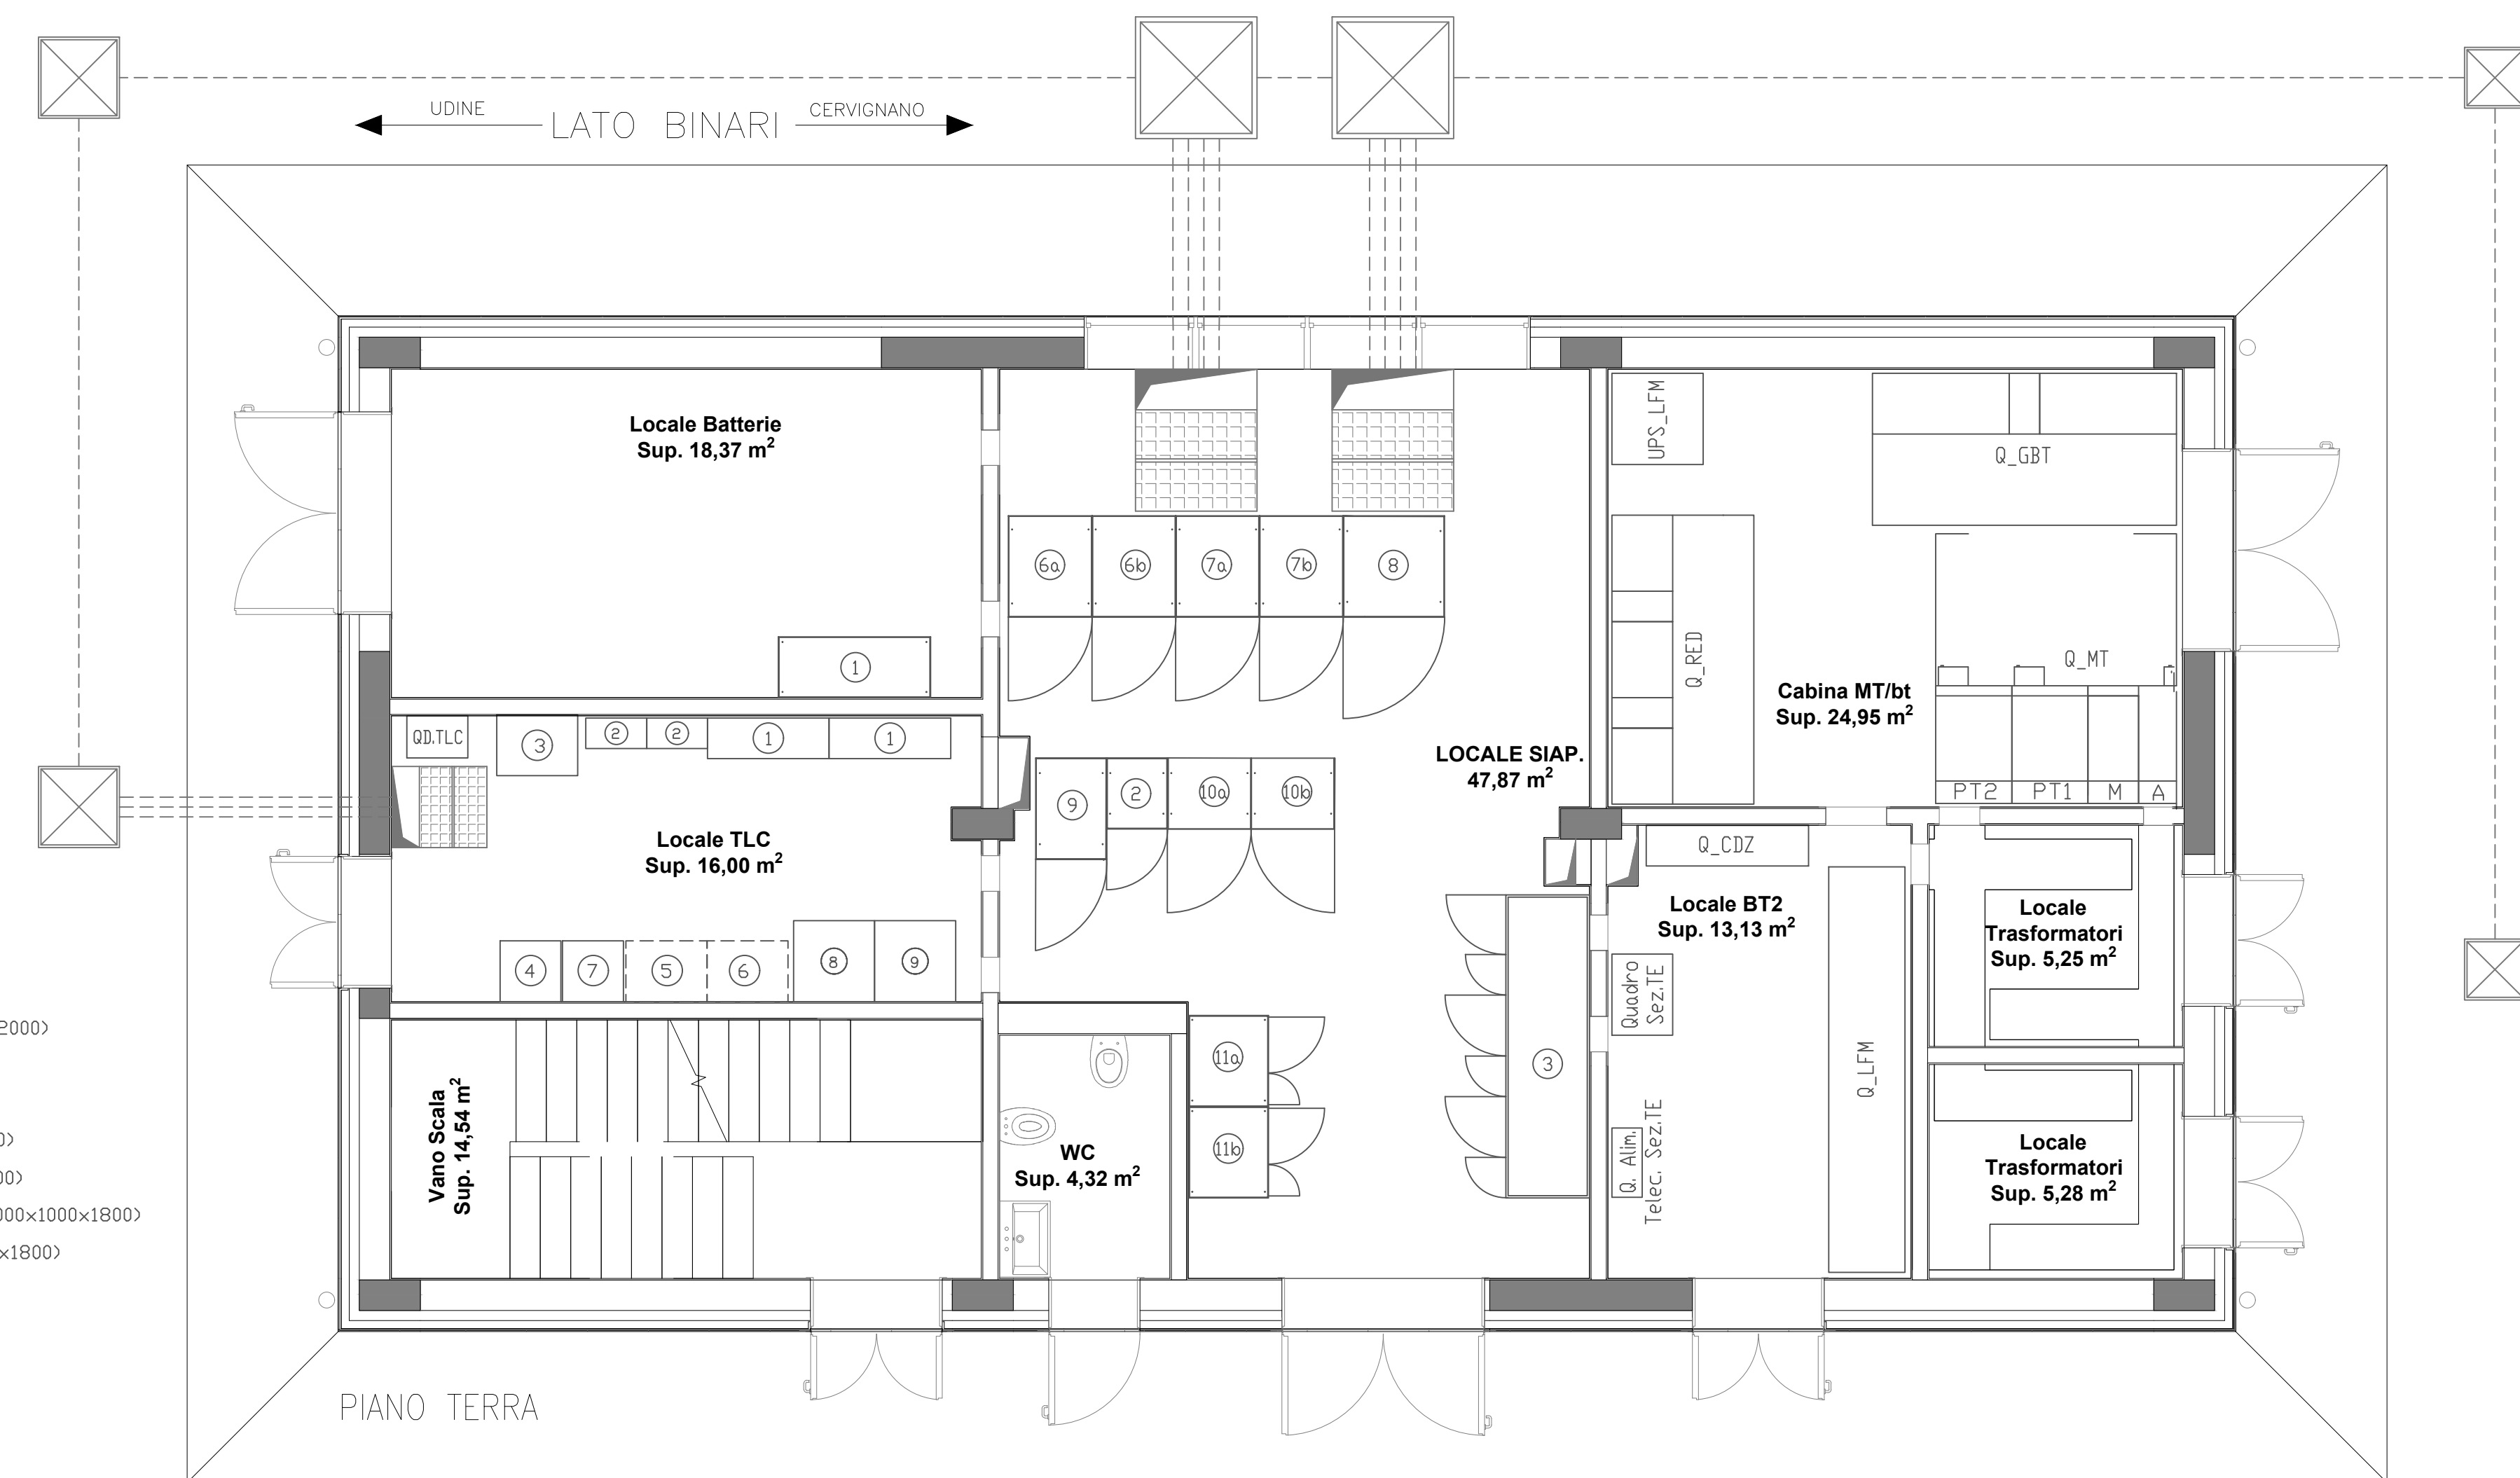 UDINE
LATO BINARI
CERVIGNANO
Locale Batterie
Sup. 18,37 m²
1
6a
6b
7a
7b
8
UPS_LFM
Q_GBT
Q_RED
Q_MT
Cabina MT/bt
Sup. 24,95 m²
PT2
PT1
M
A
QD.TLC
3
2
2
1
1
Locale TLC
Sup. 16,00 m²
4
7
5
6
8
9
LOCALE SIAP.
47,87 m²
9
2
10a
10b
11a
11b
3
Q_CDZ
Locale BT2
Sup. 13,13 m²
Quadro
Sez.TE
Q. Alim.
Telec. Sez.TE
Q_LFM
Locale
Trasformatori
Sup. 5,25 m²
Locale
Trasformatori
Sup. 5,28 m²
Vano Scala
Sup. 14,54 m²
WC
Sup. 4,32 m²
2000)
0)
00)
000x1000x1800)
x1800)
PIANO TERRA